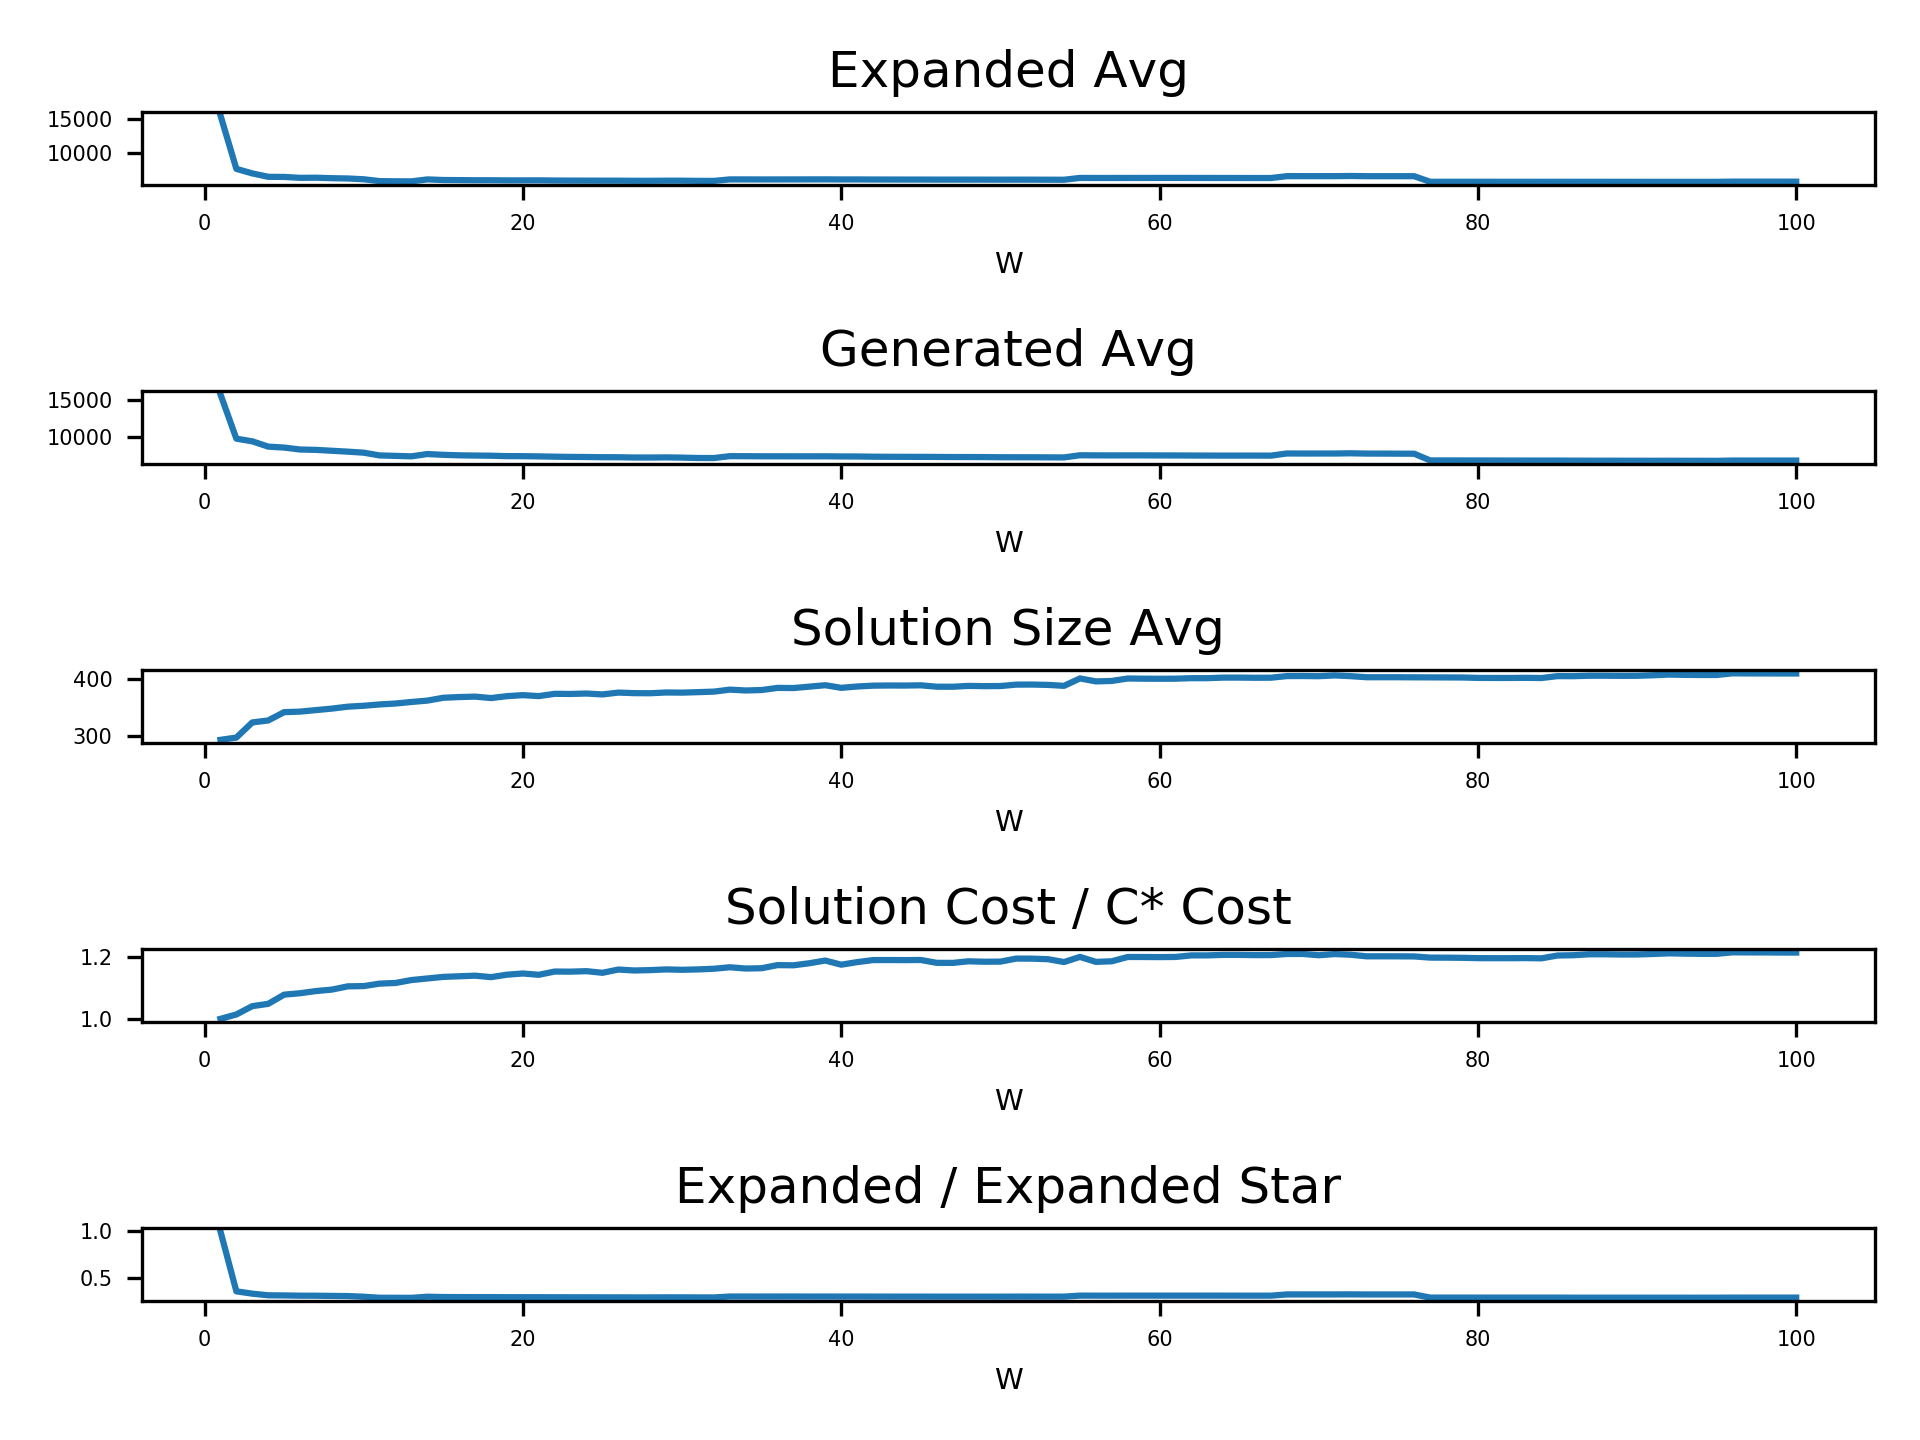 Expanded Avg
15000
10000
0 20 40 60 80 100
W
Generated Avg
15000
10000
0 20 40 60 80 100
W
Solution Size Avg
400
300
0 20 40 60 80 100
W
Solution Cost / C* Cost
1.2
1.0
0 20 40 60 80 100
W
Expanded / Expanded Star
1.0
0.5
0 20 40 60 80 100
W